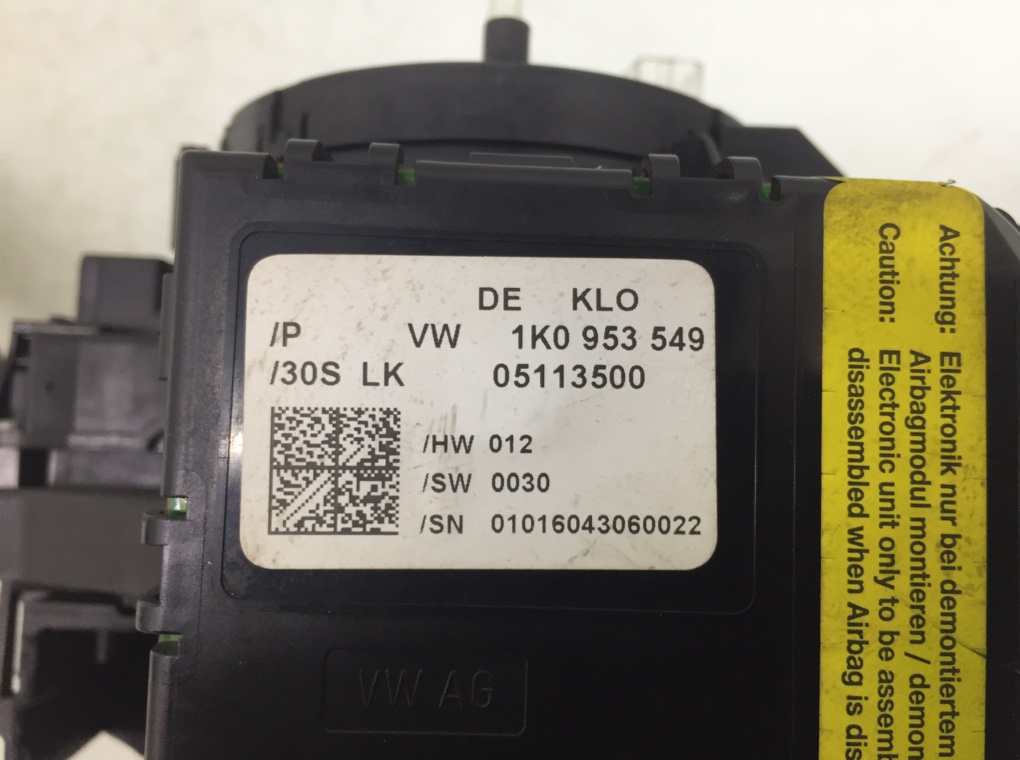 DE KLO
/P VW 1K0 953 549
/30S LK 05113500
/HW 012
/SW 0030
/SN 01016043060022
VW AG
Achtung: Elektronik nur bei demontiertem
Airbagmodul montieren / demon
Caution: Electronic unit only to be assemb
disassembled when Airbag is dis